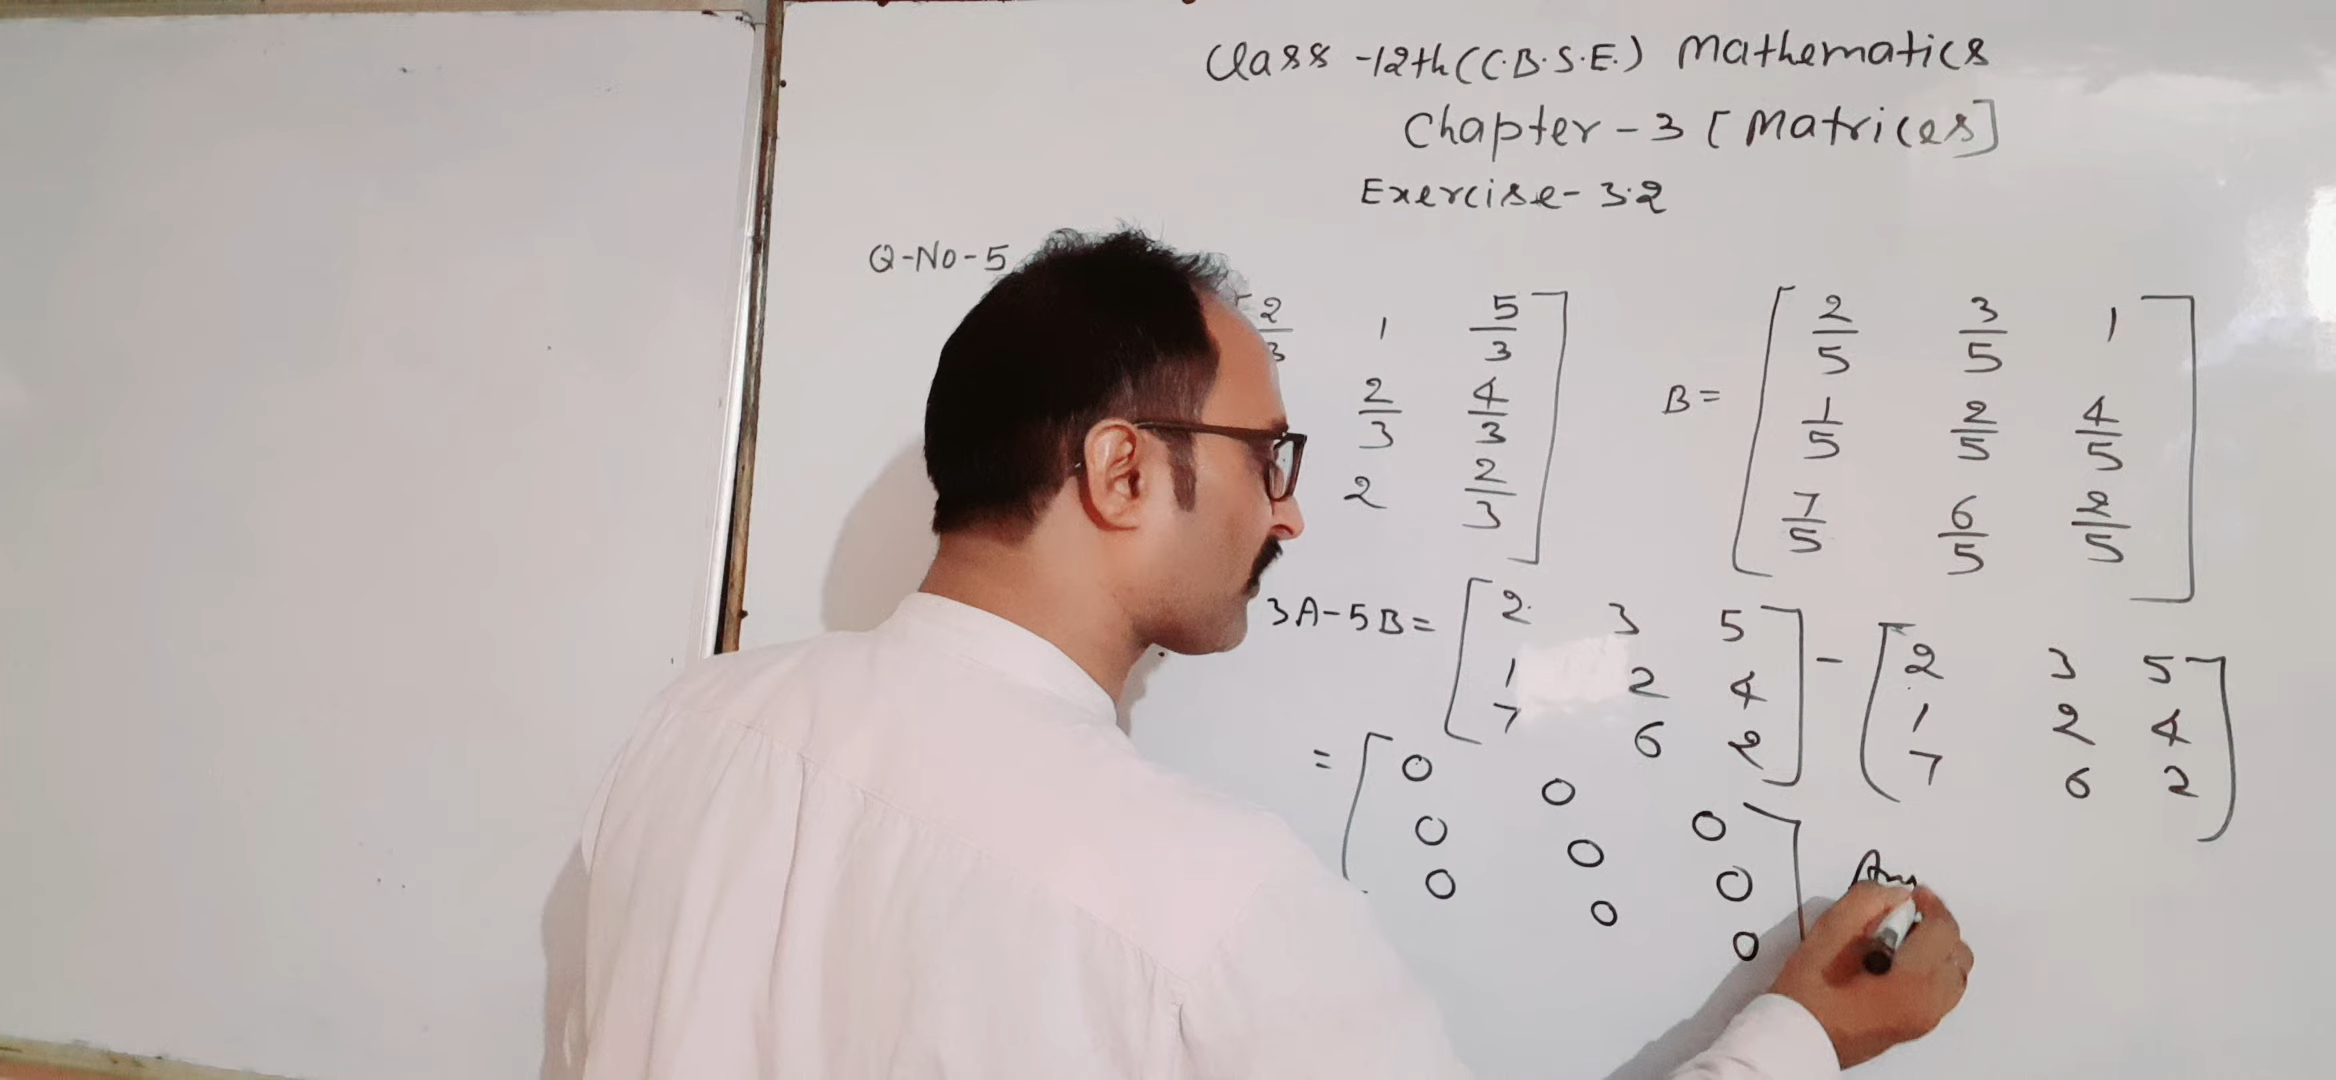 Class -12th (C.B.S.E.) Mathematics
Chapter - 3 [Matrices]
Exercise - 3.2
Q-No-5
2/3 1 5/3
2/3 4/3
2 2/3
B = [ 2/5 3/5 1
1/5 2/5 4/5
7/5 6/5 2/5 ]
3A-5B = [ 2 3 5
1 2 4
7 6 2 ] - [ 2 3 5
1 2 4
7 6 2 ]
= [ 0 0 0
0 0 0
0 0 0 ] Ans